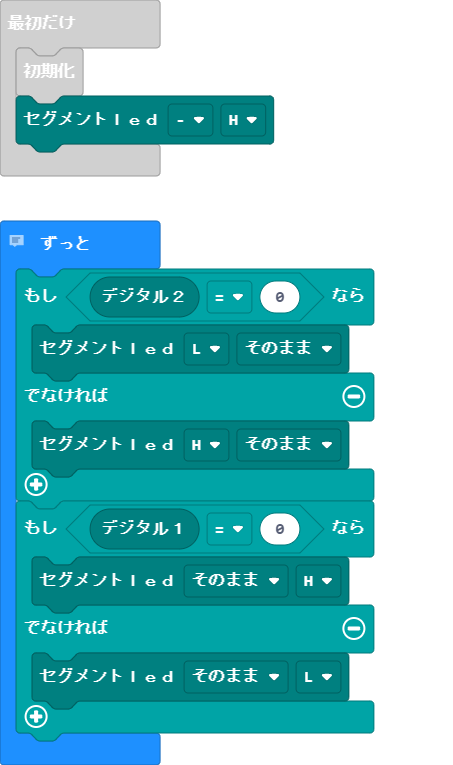 最初だけ
初期化
セグメントｌｅｄ - H
ずっと
もし デジタル２ = 0 なら
セグメントｌｅｄ L そのまま
でなければ
セグメントｌｅｄ H そのまま
もし デジタル１ = 0 なら
セグメントｌｅｄ そのまま H
でなければ
セグメントｌｅｄ そのまま L